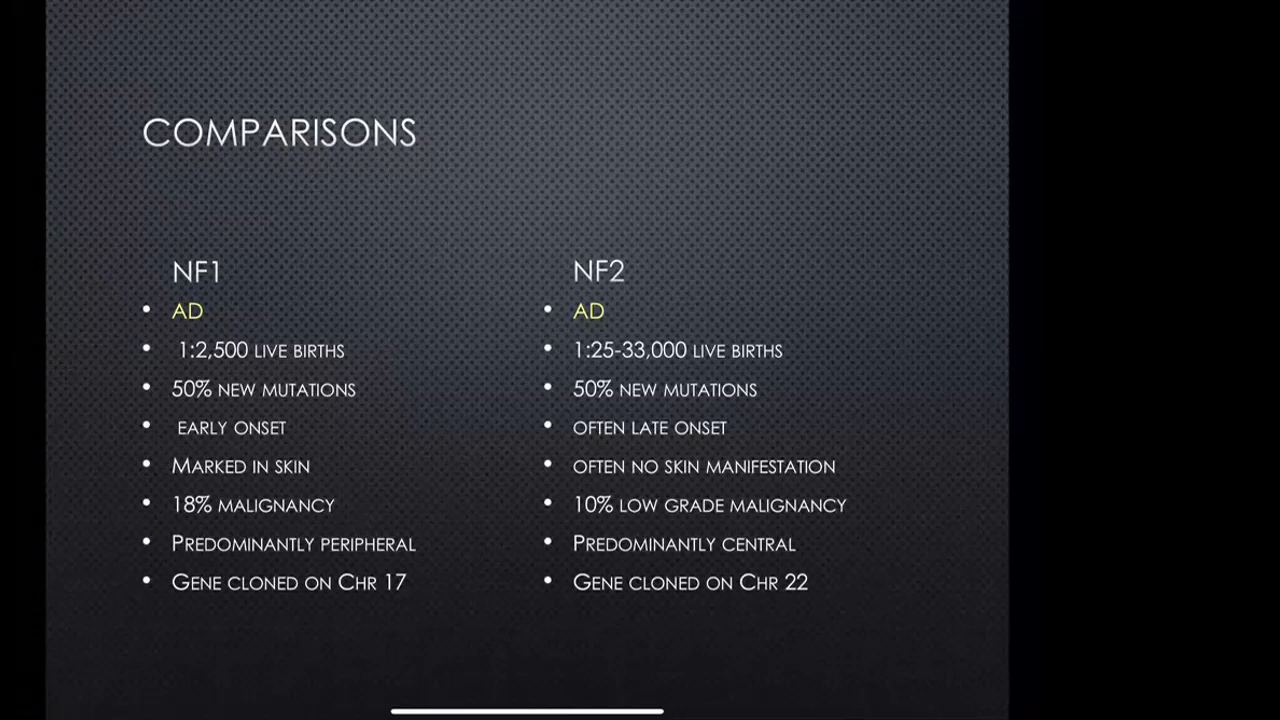 COMPARISONS
NF1
• AD
• 1:2,500 LIVE BIRTHS
• 50% NEW MUTATIONS
• EARLY ONSET
• MARKED IN SKIN
• 18% MALIGNANCY
• PREDOMINANTLY PERIPHERAL
• GENE CLONED ON CHR 17
NF2
• AD
• 1:25-33,000 LIVE BIRTHS
• 50% NEW MUTATIONS
• OFTEN LATE ONSET
• OFTEN NO SKIN MANIFESTATION
• 10% LOW GRADE MALIGNANCY
• PREDOMINANTLY CENTRAL
• GENE CLONED ON CHR 22